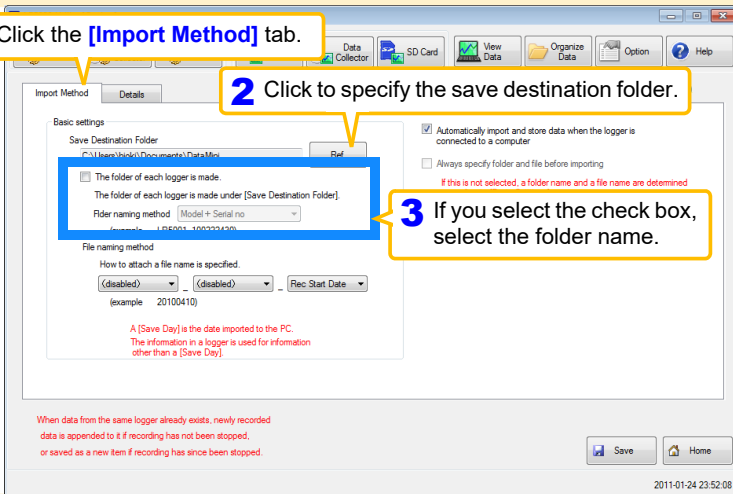 Click the [Import Method] tab.
Data Collector
SD Card
View Data
Organize Data
Option
Help
Import Method
Details
2 Click to specify the save destination folder.
Basic settings
Save Destination Folder
C:\Users\hioki\Documents\DataMini
Ref.
Automatically import and store data when the logger is
connected to a computer
Always specify folder and file before importing
If this is not selected, a folder name and a file name are determined
The folder of each logger is made.
The folder of each logger is made under [Save Destination Folder].
Flder naming method
Model + Serial no
(example LR5001_100222420)
3 If you select the check box,
select the folder name.
File naming method
How to attach a file name is specified.
(disabled) _ (disabled) _ Rec Start Date
(example 20100410)
A [Save Day] is the date imported to the PC.
The information in a logger is used for information
other than a [Save Day].
When data from the same logger already exists, newly recorded
data is appended to it if recording has not been stopped,
or saved as a new item if recording has since been stopped.
Save
Home
2011-01-24 23:52:08